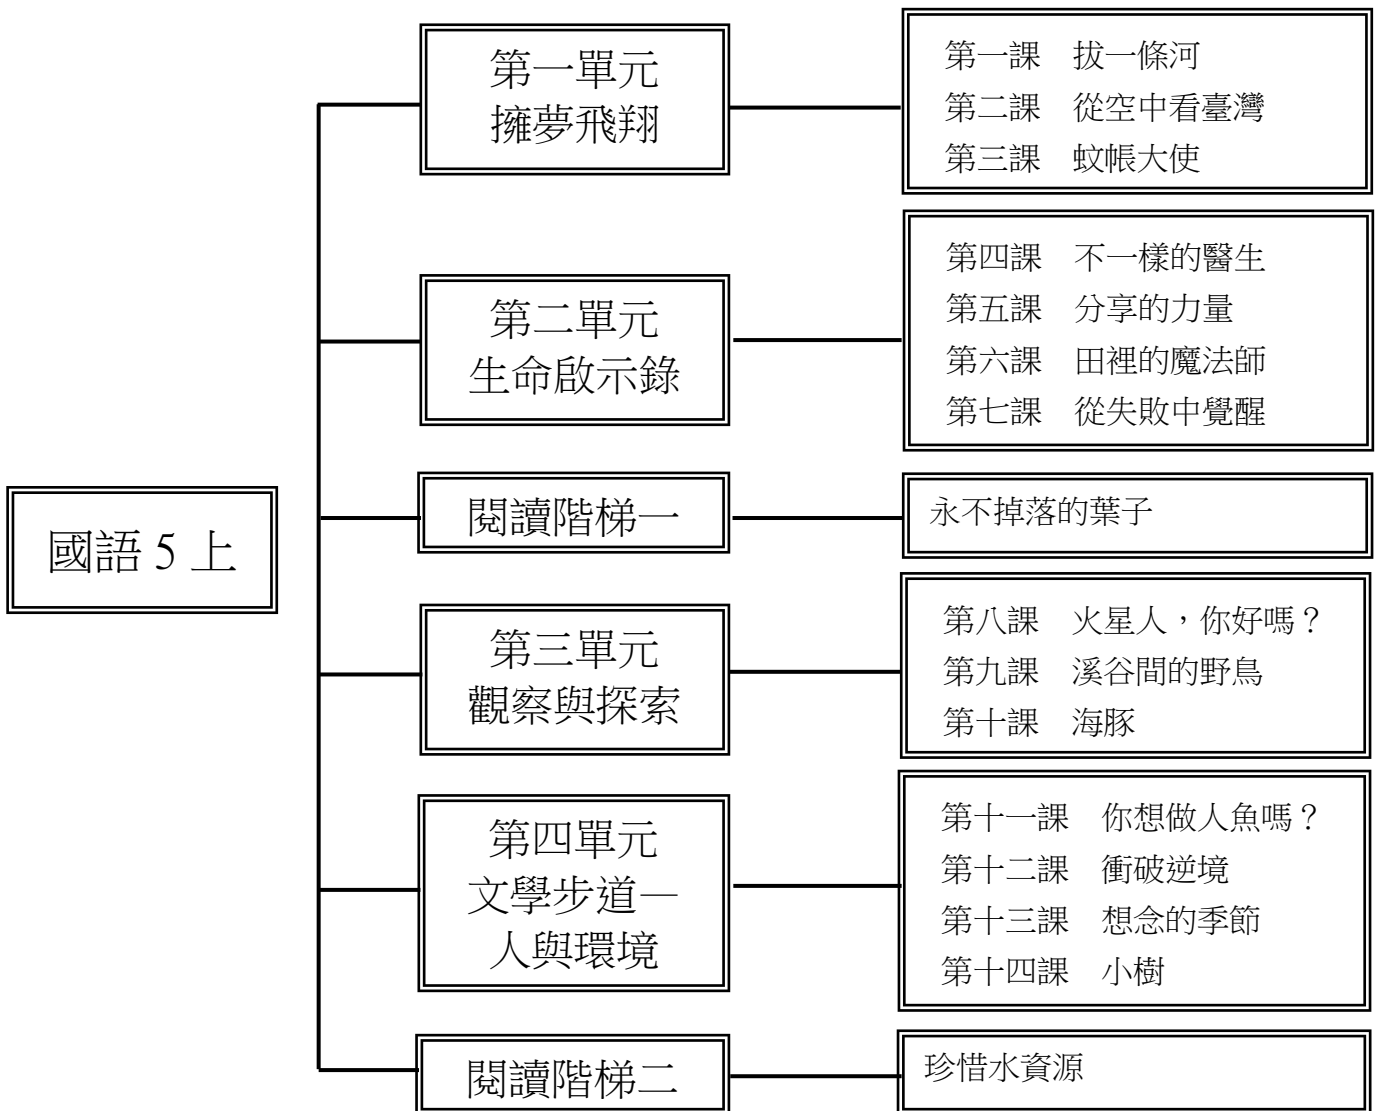 國語 5 上
第一單元
擁夢飛翔
第一課　拔一條河
第二課　從空中看臺灣
第三課　蚊帳大使
第二單元
生命啟示錄
第四課　不一樣的醫生
第五課　分享的力量
第六課　田裡的魔法師
第七課　從失敗中覺醒
閱讀階梯一
永不掉落的葉子
第三單元
觀察與探索
第八課　火星人，你好嗎？
第九課　溪谷間的野鳥
第十課　海豚
第四單元
文學步道—
人與環境
第十一課　你想做人魚嗎？
第十二課　衝破逆境
第十三課　想念的季節
第十四課　小樹
閱讀階梯二
珍惜水資源